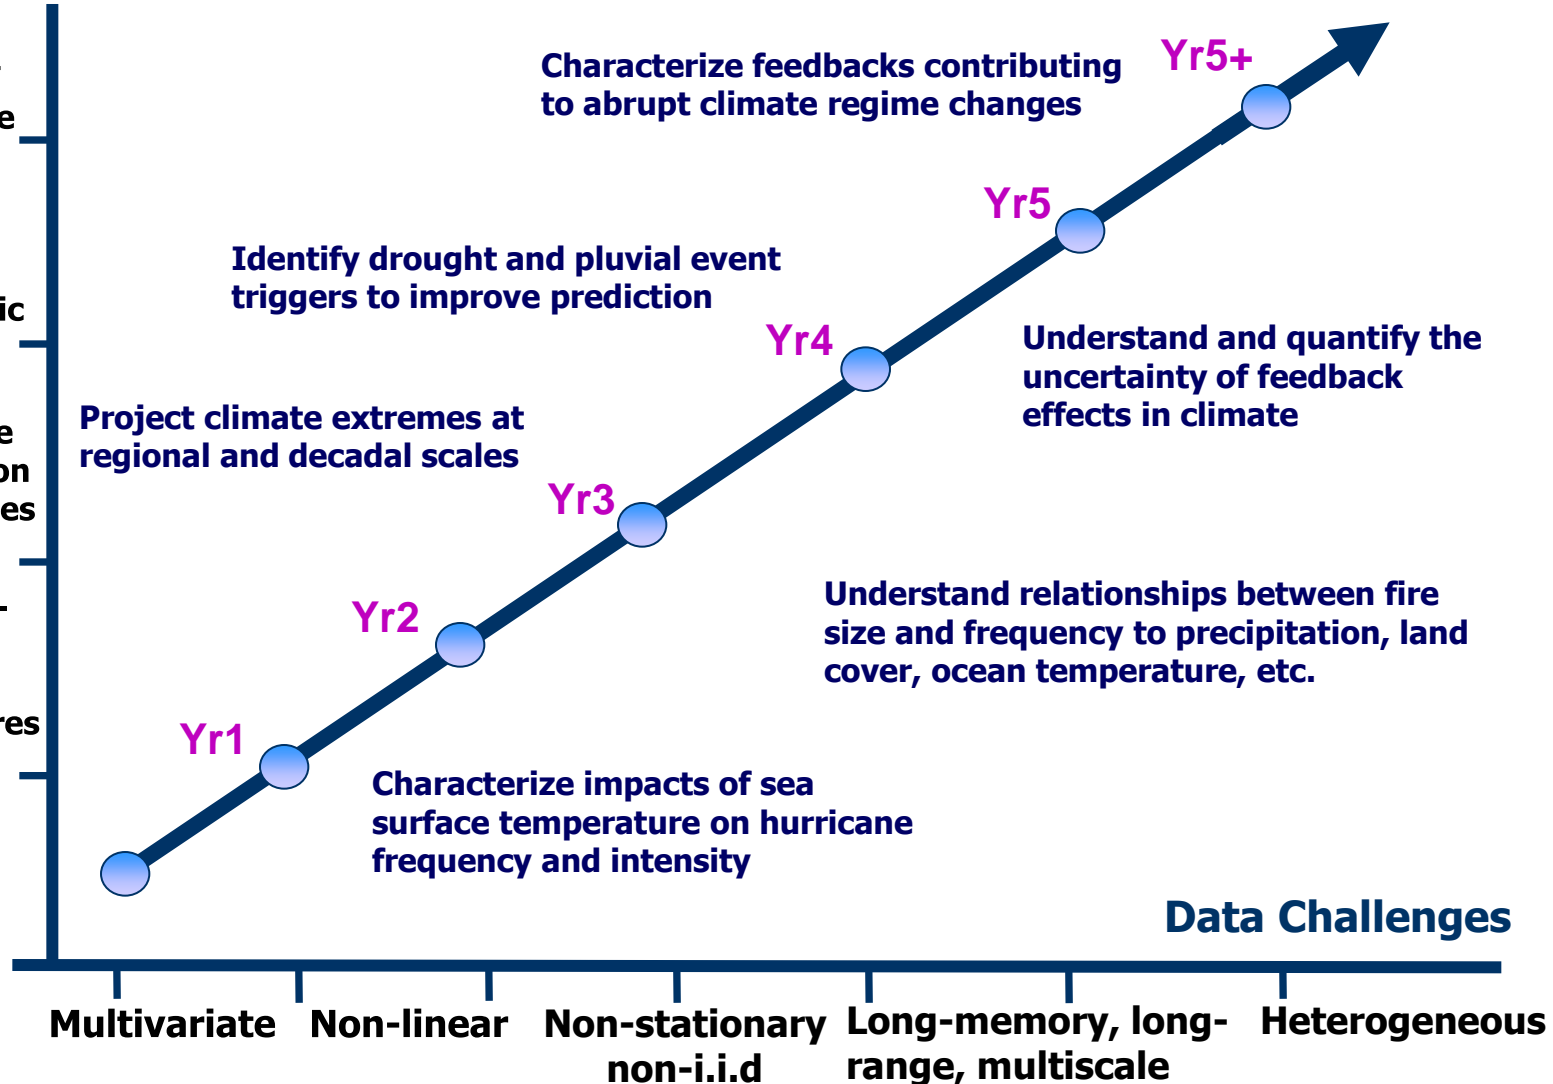 Characterize feedbacks contributing
to abrupt climate regime changes
Yr5+
Yr5
Identify drought and pluvial event
triggers to improve prediction
Yr4
Understand and quantify the
uncertainty of feedback
effects in climate
Project climate extremes at
regional and decadal scales
Yr3
Understand relationships between fire
size and frequency to precipitation, land
cover, ocean temperature, etc.
Yr2
Yr1
Characterize impacts of sea
surface temperature on hurricane
frequency and intensity
Data Challenges
Multivariate
Non-linear
Non-stationary
non-i.i.d
Long-memory, long-
range, multiscale
Heterogeneous